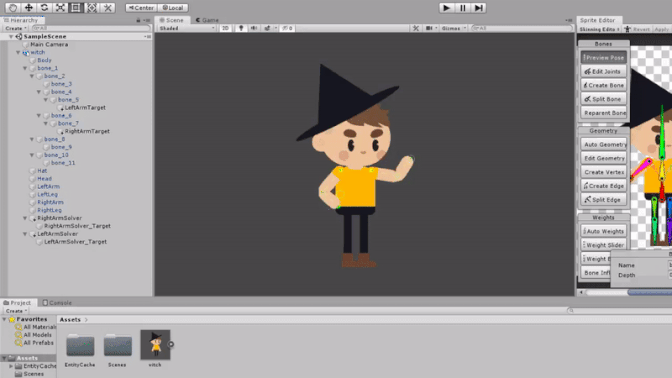 Center Local
Hierarchy
Create
SampleScene
Main Camera
witch
Body
bone_1
bone_2
bone_3
bone_4
bone_5
LeftArmTarget
bone_6
bone_7
RightArmTarget
bone_8
bone_9
bone_10
bone_11
Hat
Head
LeftArm
LeftLeg
RightArm
RightLeg
RightArmSolver
RightArmSolver_Target
LeftArmSolver
LeftArmSolver_Target
Scene Game
Shaded 2D Gizmos
Sprite Editor
Skinning Edit Revert
Bones
Preview Pose
Edit Joints
Create Bone
Split Bone
Reparent Bone
Geometry
Auto Geometry
Edit Geometry
Create Vertex
Create Edge
Split Edge
Weights
Auto Weights
Weight Slider
Weight B
Bone Inf
Name
Depth
Project Console
Create
Favorites
All Material
All Models
All Prefabs
Assets
EntityCache
Scenes
Assets
EntityCache Scenes witch